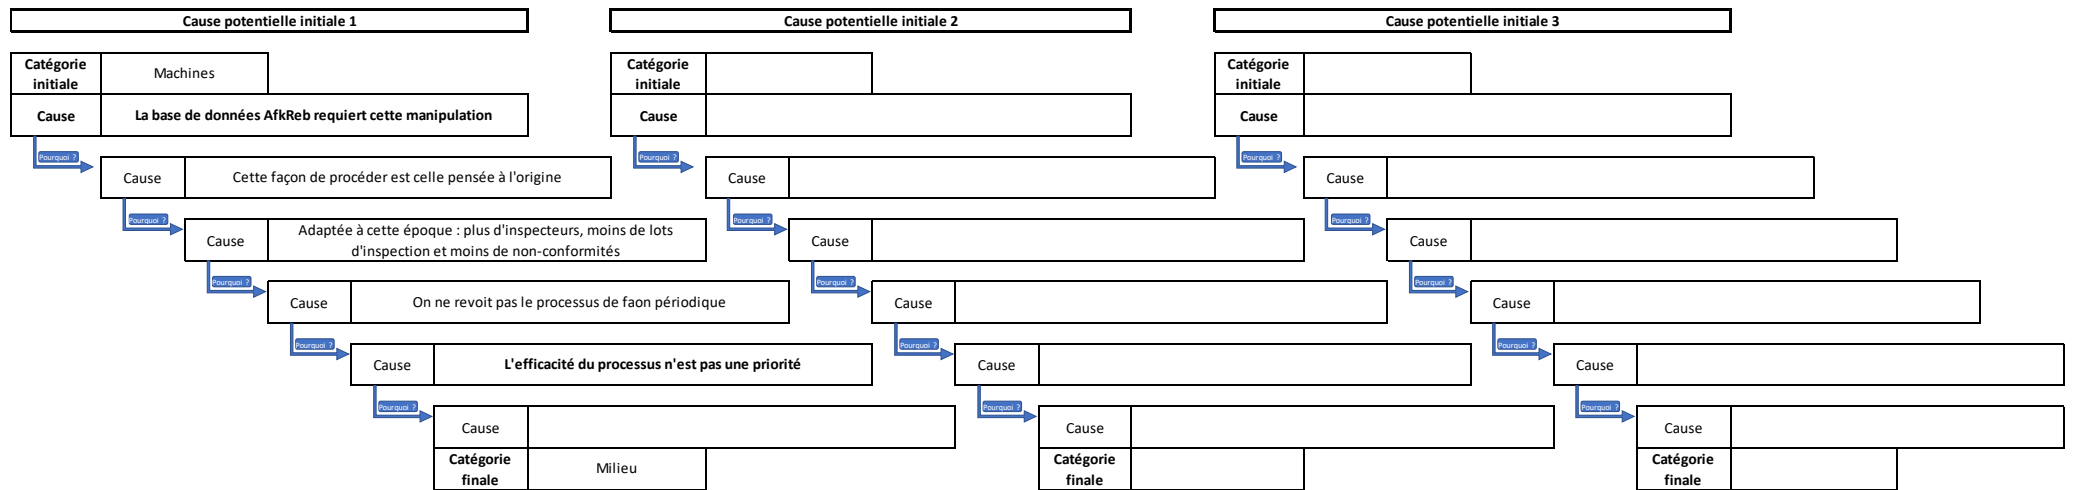 Cause potentielle initiale 1
Cause potentielle initiale 2
Cause potentielle initiale 3
Catégorie initiale
Machines
Catégorie initiale
Catégorie initiale
Cause
La base de données AfkReb requiert cette manipulation
Cause
Cause
Pourquoi ?
Pourquoi ?
Pourquoi ?
Cause
Cette façon de procéder est celle pensée à l'origine
Cause
Cause
Pourquoi ?
Pourquoi ?
Pourquoi ?
Cause
Adaptée à cette époque : plus d'inspecteurs, moins de lots
d'inspection et moins de non-conformités
Cause
Cause
Pourquoi ?
Pourquoi ?
Pourquoi ?
Cause
On ne revoit pas le processus de faon périodique
Cause
Cause
Pourquoi ?
Pourquoi ?
Pourquoi ?
Cause
L'efficacité du processus n'est pas une priorité
Cause
Cause
Pourquoi ?
Pourquoi ?
Pourquoi ?
Cause
Cause
Cause
Catégorie finale
Milieu
Catégorie finale
Catégorie finale